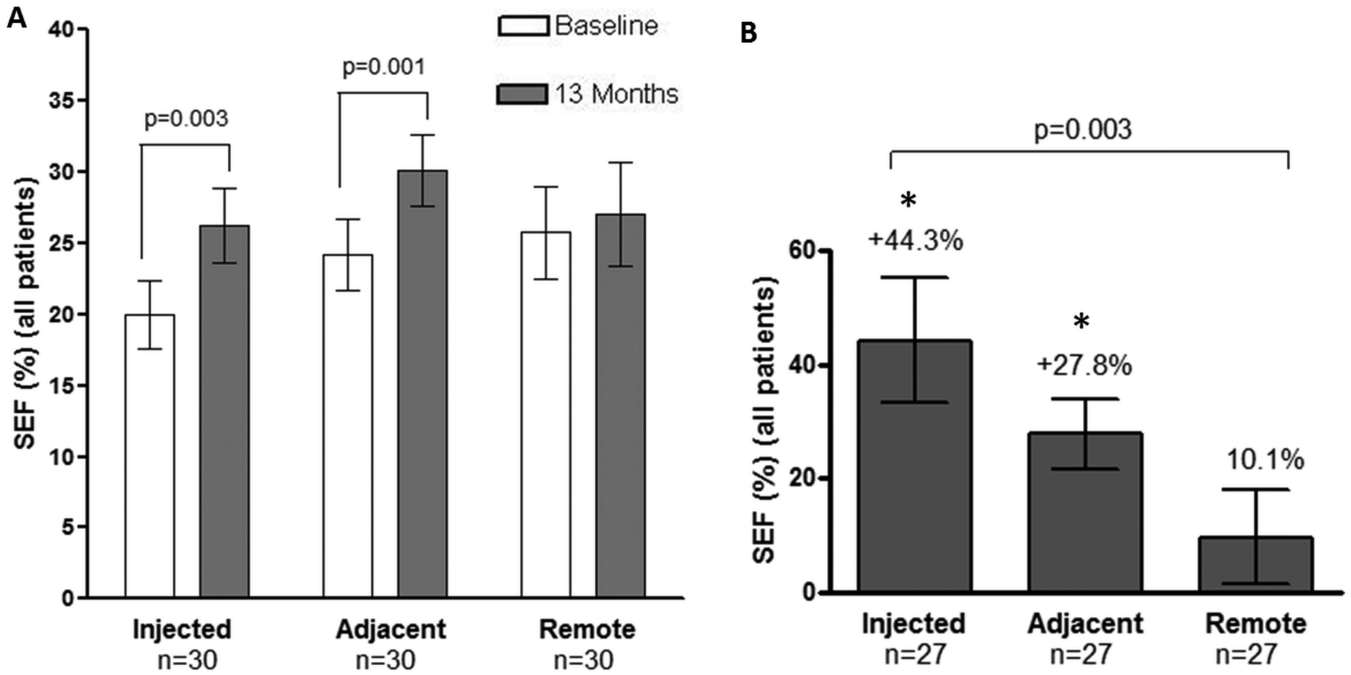 A
SEF (%) (all patients)
40
35
30
25
20
15
10
5
0
Baseline
13 Months
p=0.003
p=0.001
Injected
n=30
Adjacent
n=30
Remote
n=30
B
SEF (%) (all patients)
60
40
20
0
p=0.003
*
+44.3%
*
+27.8%
10.1%
Injected
n=27
Adjacent
n=27
Remote
n=27